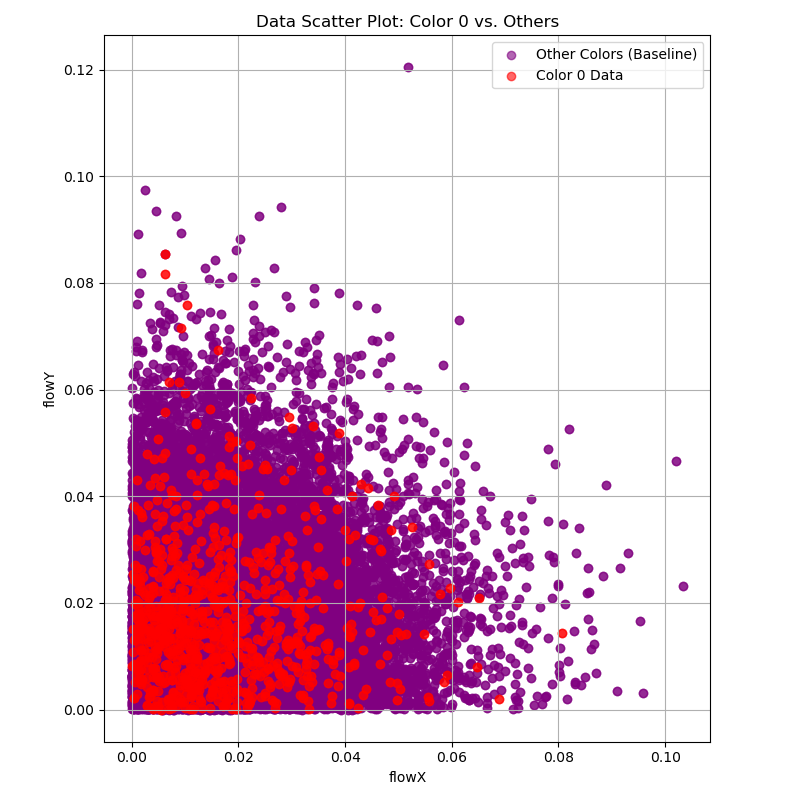 Data Scatter Plot: Color 0 vs. Others
Other Colors (Baseline)
Color 0 Data
flowY
0.12
0.10
0.08
0.06
0.04
0.02
0.00
0.00 0.02 0.04 0.06 0.08 0.10
flowX